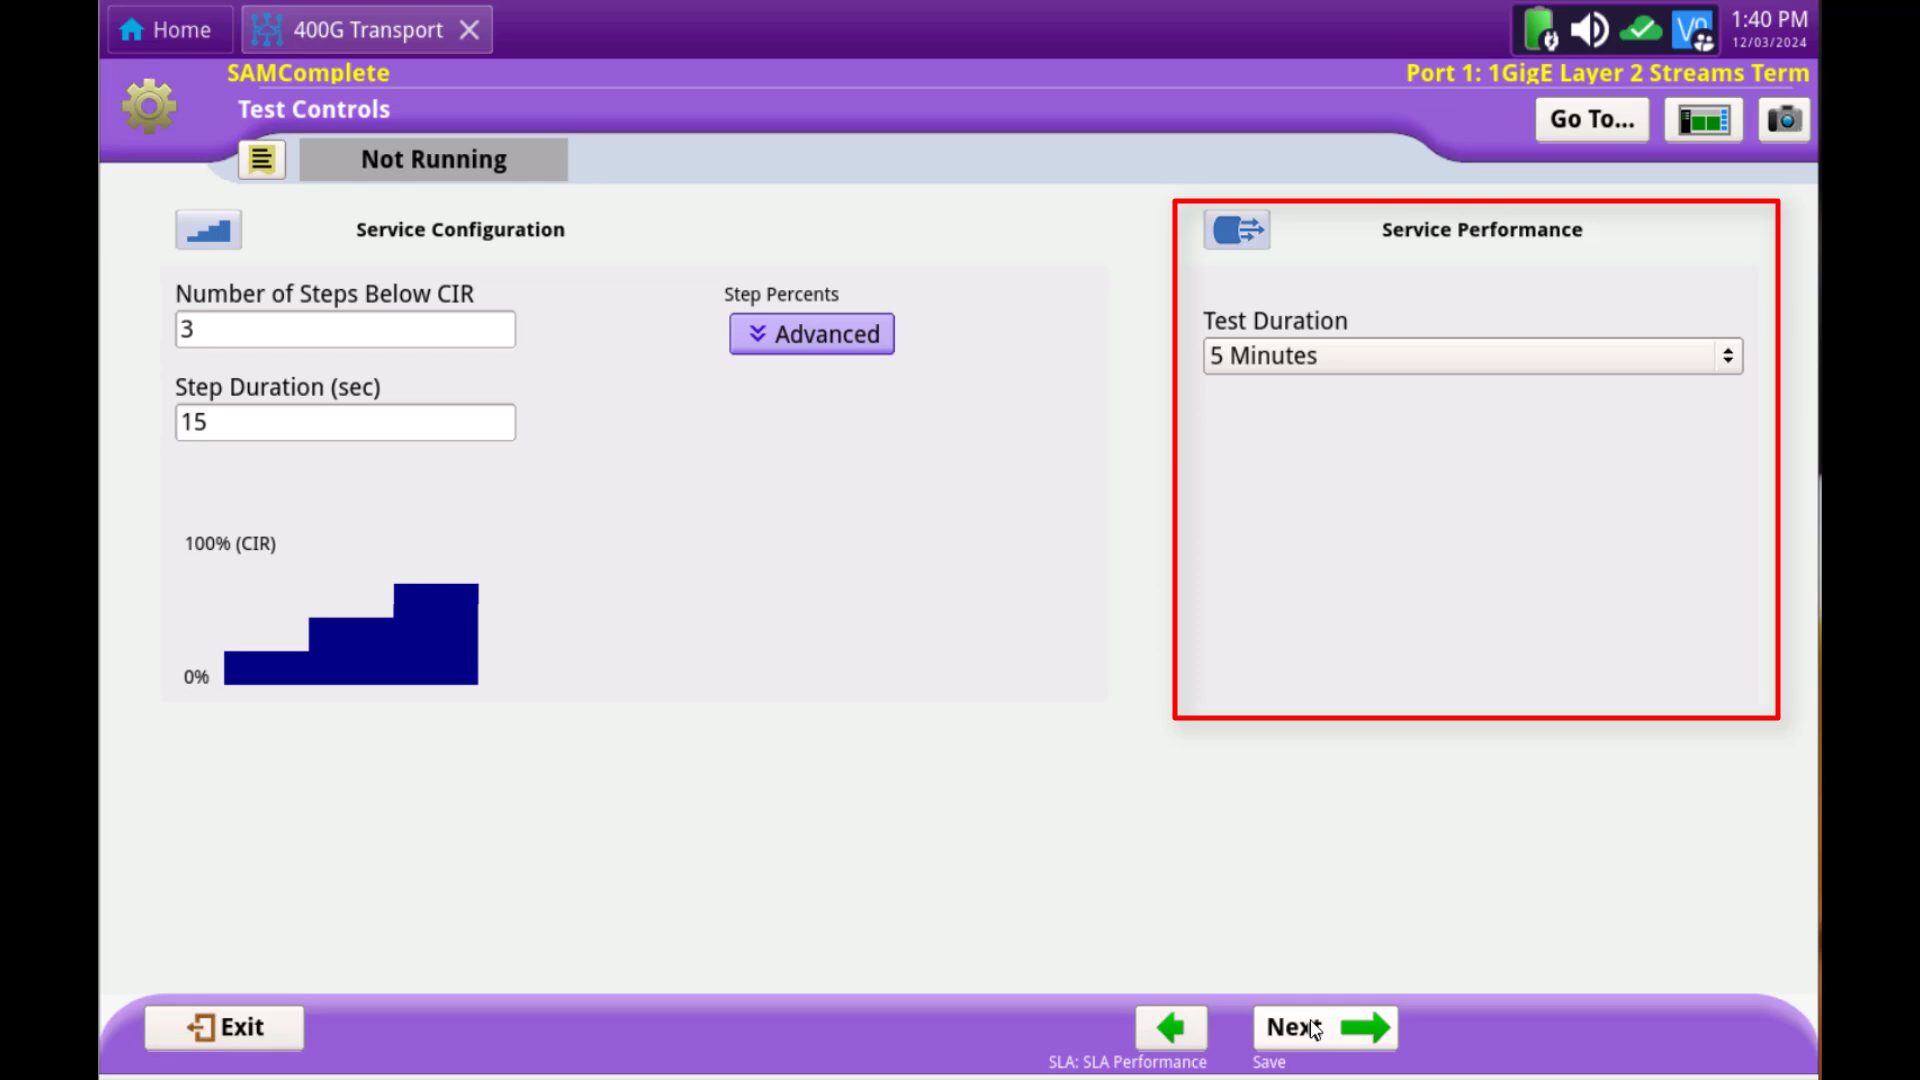 Home
400G Transport
1:40 PM
12/03/2024
SAMComplete
Port 1: 1GigE Layer 2 Streams Term
Test Controls
Go To...
Not Running
Service Configuration
Service Performance
Number of Steps Below CIR
3
Step Percents
Advanced
Step Duration (sec)
15
Test Duration
5 Minutes
100% (CIR)
0%
Exit
Next
SLA: SLA Performance
Save